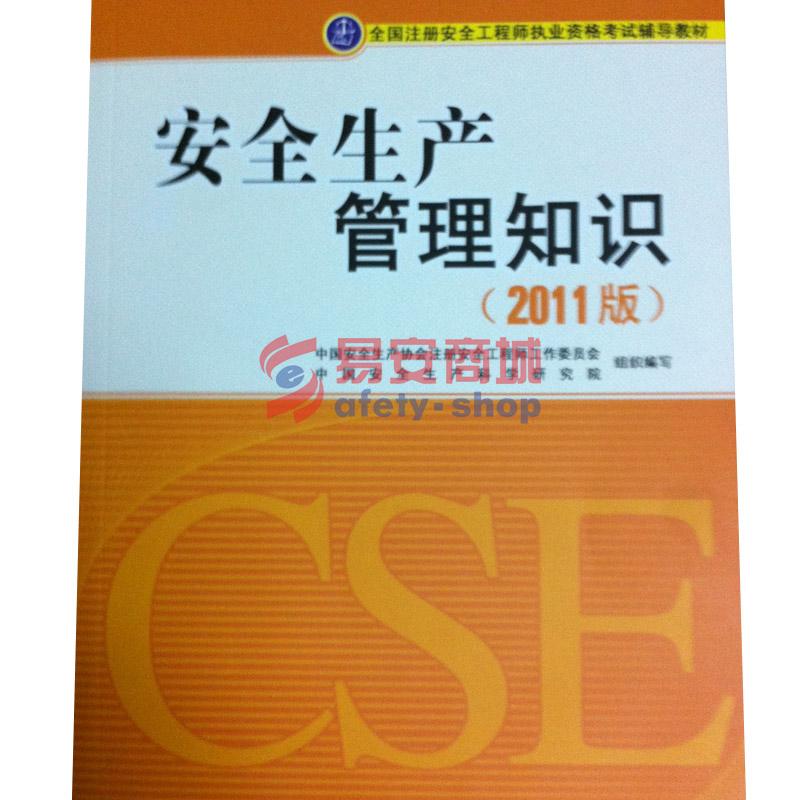 全国注册安全工程师执业资格考试辅导教材
安全生产
管理知识
（2011版）
中国安全生产协会注册安全工程师工作委员会
中国安全生产科学研究院
组织编写
易安商城
Safety-shop
CSE